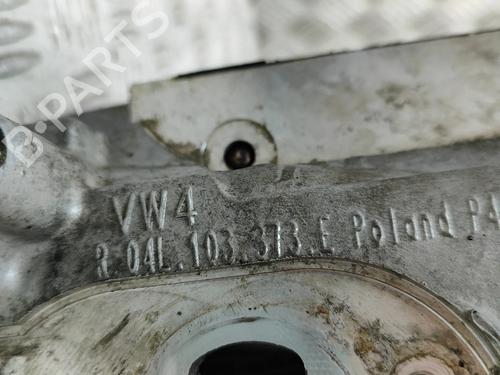 B-PARTS
VW4
R 04L.103.373.E Poland P4